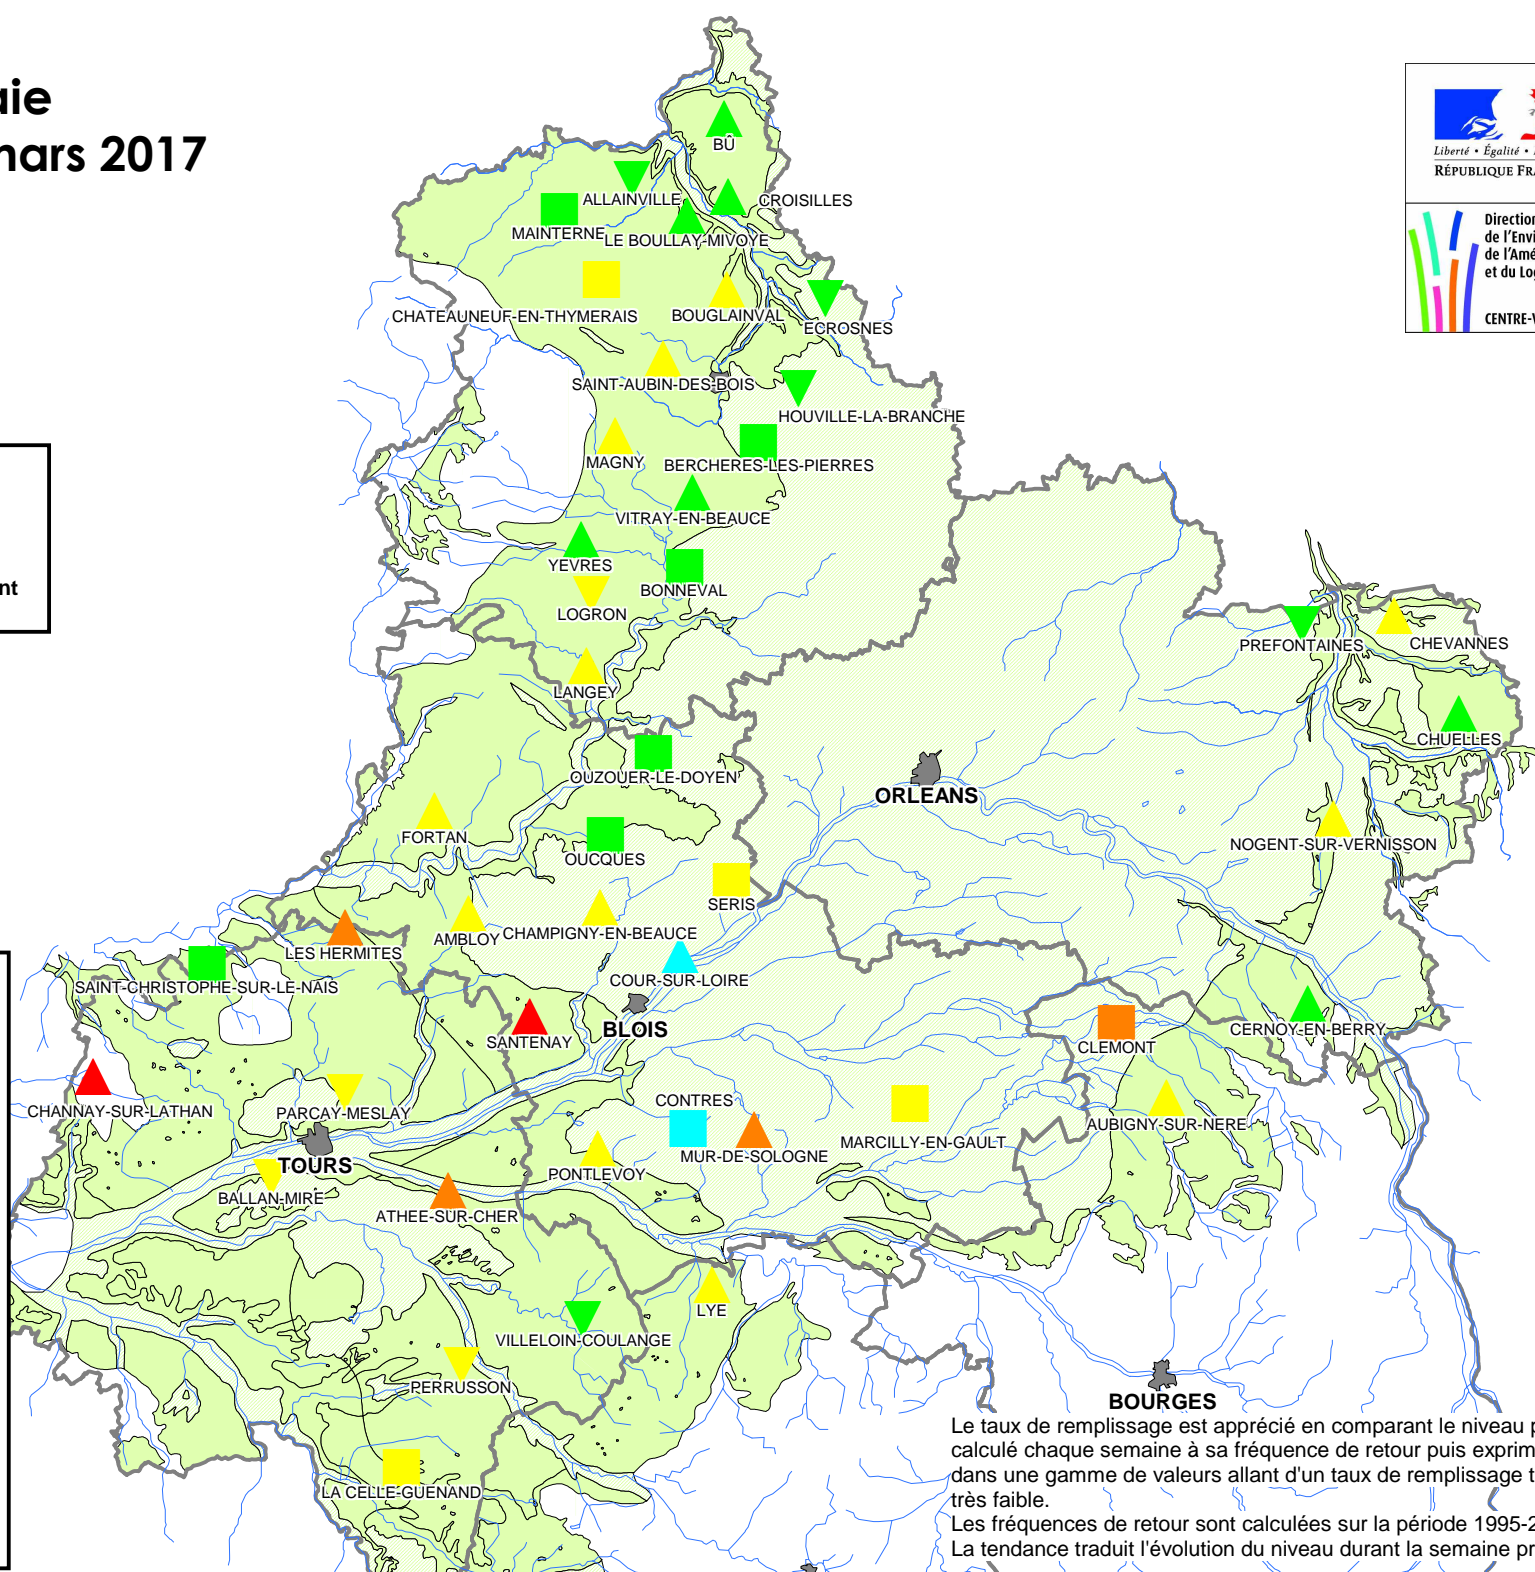 aie
mars 2017
Liberté • Égalité •
RÉPUBLIQUE FRA
Direction
de l'Envi
de l'Amé
et du Log
CENTRE-V
nt
BÛ
ALLAINVILLE
CROISILLES
MAINTERNE
LE BOULLAY-MIVOYE
CHATEAUNEUF-EN-THYMERAIS
BOUGLAINVAL
ECROSNES
SAINT-AUBIN-DES-BOIS
HOUVILLE-LA-BRANCHE
MAGNY
BERCHERES-LES-PIERRES
VITRAY-EN-BEAUCE
YEVRES
BONNEVAL
LOGRON
PREFONTAINES
CHEVANNES
LANGEY
CHUELLES
OUZOUER-LE-DOYEN
ORLEANS
FORTAN
OUCQUES
NOGENT-SUR-VERNISSON
SERIS
AMBLOY
CHAMPIGNY-EN-BEAUCE
LES HERMITES
COUR-SUR-LOIRE
SAINT-CHRISTOPHE-SUR-LE-NAIS
BLOIS
CERNOY-EN-BERRY
SANTENAY
CLEMONT
CHANNAY-SUR-LATHAN
PARCAY-MESLAY
CONTRES
AUBIGNY-SUR-NERE
MARCILLY-EN-GAULT
MUR-DE-SOLOGNE
TOURS
PONTLEVOY
BALLAN-MIRE
ATHEE-SUR-CHER
LYE
VILLELOIN-COULANGE
PERRUSSON
BOURGES
LA CELLE-GUENAND
Le taux de remplissage est apprécié en comparant le niveau p
calculé chaque semaine à sa fréquence de retour puis exprim
dans une gamme de valeurs allant d'un taux de remplissage t
très faible.
Les fréquences de retour sont calculées sur la période 1995-2
La tendance traduit l'évolution du niveau durant la semaine pr